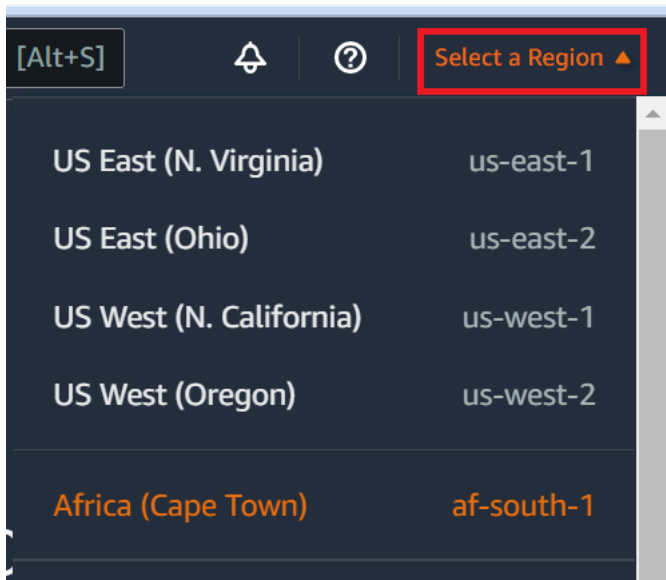 [Alt+S] Select a Region
US East (N. Virginia) us-east-1
US East (Ohio) us-east-2
US West (N. California) us-west-1
US West (Oregon) us-west-2
Africa (Cape Town) af-south-1